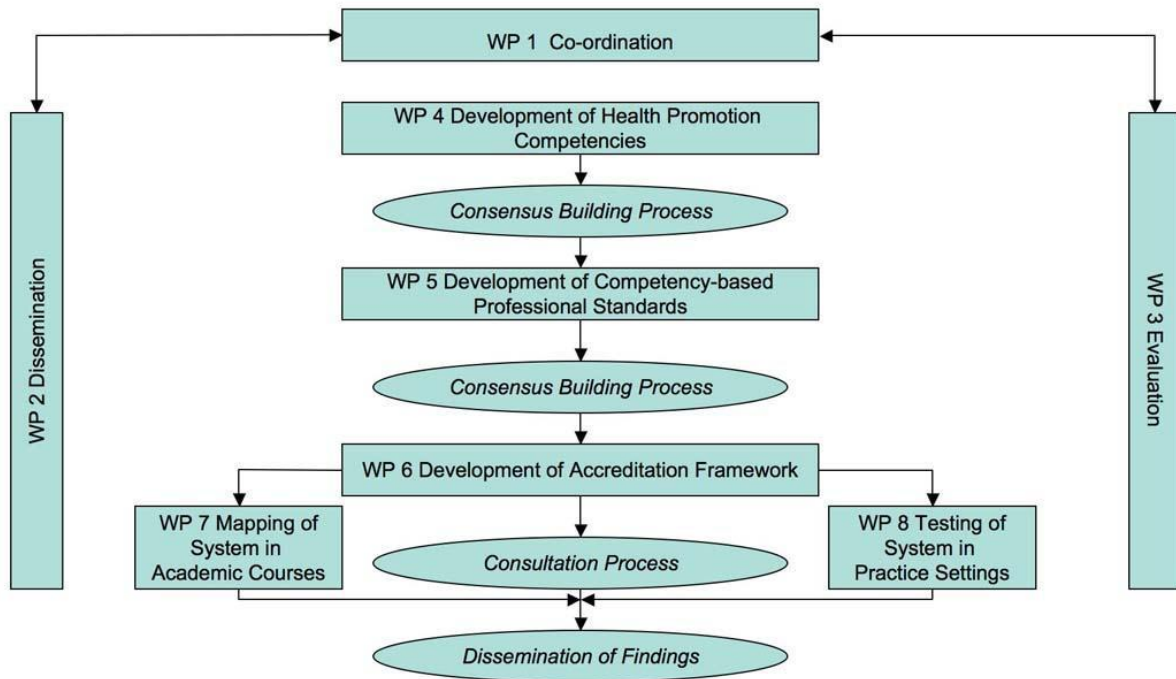 WP 1  Co-ordination
WP 2 Dissemination
WP 3 Evaluation
WP 4 Development of Health Promotion
Competencies
Consensus Building Process
WP 5 Development of Competency-based
Professional Standards
Consensus Building Process
WP 6 Development of Accreditation Framework
WP 7 Mapping of
System in
Academic Courses
Consultation Process
WP 8 Testing of
System in
Practice Settings
Dissemination of Findings